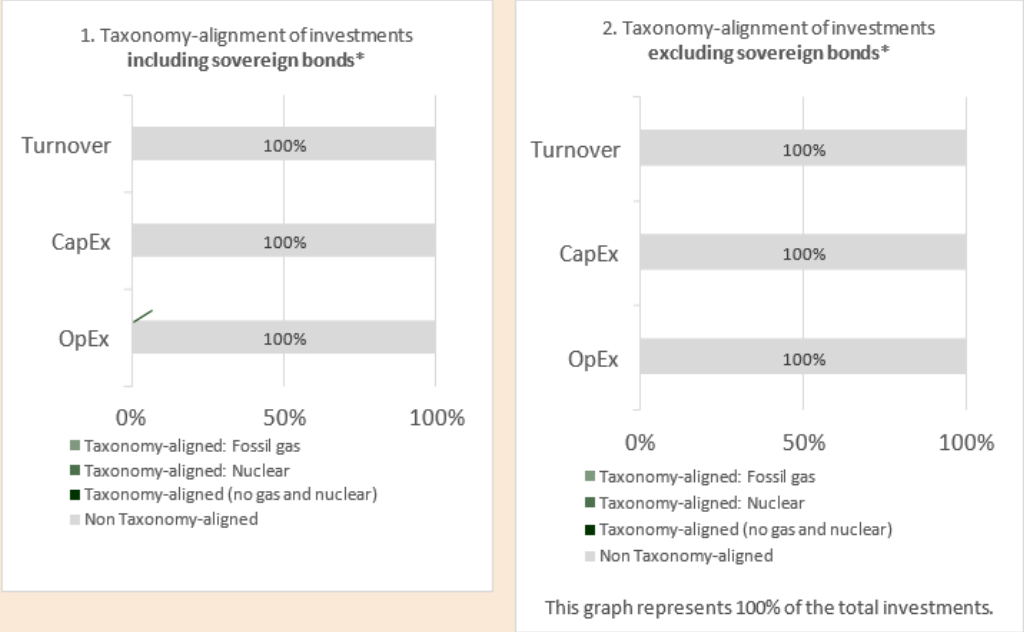 1. Taxonomy-alignment of investments
including sovereign bonds*
Turnover
100%
CapEx
100%
OpEx
100%
0% 50% 100%
Taxonomy-aligned: Fossil gas
Taxonomy-aligned: Nuclear
Taxonomy-aligned (no gas and nuclear)
Non Taxonomy-aligned
2. Taxonomy-alignment of investments
excluding sovereign bonds*
Turnover
100%
CapEx
100%
OpEx
100%
0% 50% 100%
Taxonomy-aligned: Fossil gas
Taxonomy-aligned: Nuclear
Taxonomy-aligned (no gas and nuclear)
Non Taxonomy-aligned
This graph represents 100% of the total investments.